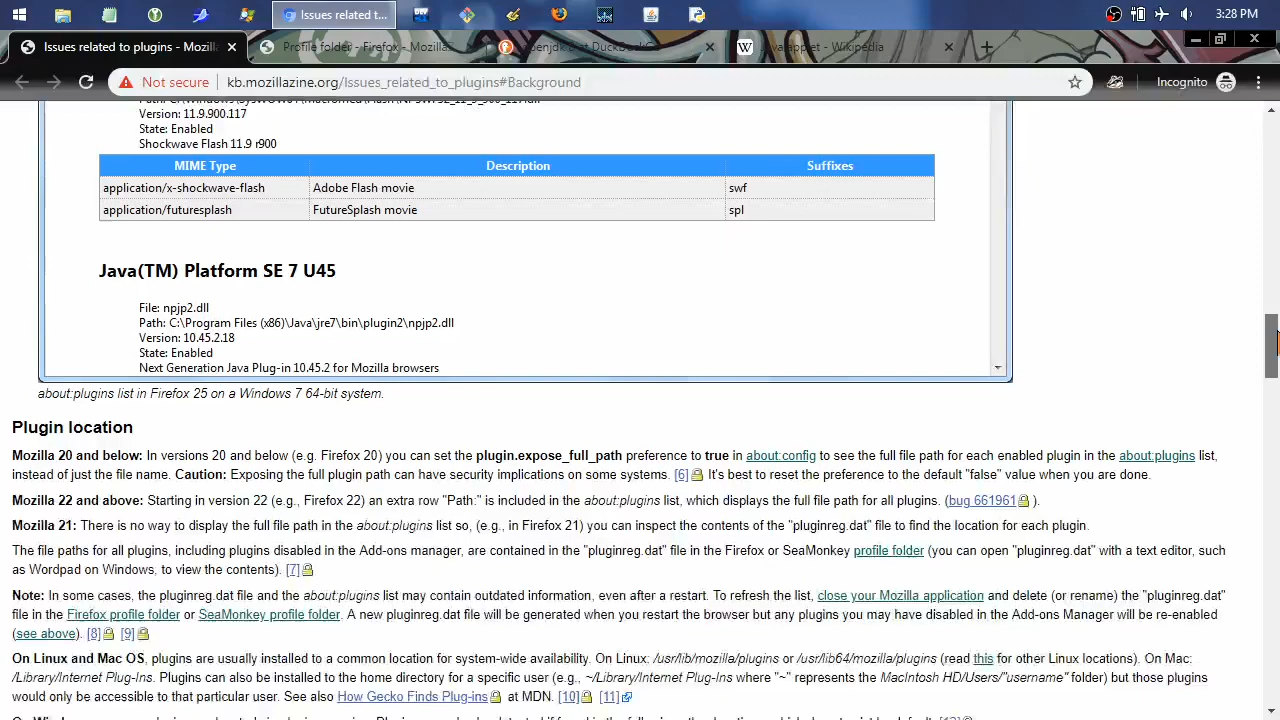 Issues related t...
3:28 PM
Issues related to plugins - Mozill
Profile folder - Firefox - Mozilla
Wikipedia
Not secure
kb.mozillazine.org/Issues_related_to_plugins#Background
Incognito
Version: 11.9.900.117
State: Enabled
Shockwave Flash 11.9 r900
MIME Type Description Suffixes
application/x-shockwave-flash Adobe Flash movie swf
application/futuresplash FutureSplash movie spl
Java(TM) Platform SE 7 U45
File: npjp2.dll
Path: C:\Program Files (x86)\Java\jre7\bin\plugin2\npjp2.dll
Version: 10.45.2.18
State: Enabled
Next Generation Java Plug-in 10.45.2 for Mozilla browsers
about:plugins list in Firefox 25 on a Windows 7 64-bit system.
Plugin location
Mozilla 20 and below: In versions 20 and below (e.g. Firefox 20) you can set the plugin.expose_full_path preference to true in about:config to see the full file path for each enabled plugin in the about:plugins list,
instead of just the file name. Caution: Exposing the full plugin path can have security implications on some systems. [6] It's best to reset the preference to the default "false" value when you are done.
Mozilla 22 and above: Starting in version 22 (e.g., Firefox 22) an extra row "Path:" is included in the about:plugins list, which displays the full file path for all plugins. (bug 661961 ).
Mozilla 21: There is no way to display the full file path in the about:plugins list so, (e.g., in Firefox 21) you can inspect the contents of the "pluginreg.dat" file to find the location for each plugin.
The file paths for all plugins, including plugins disabled in the Add-ons manager, are contained in the "pluginreg.dat" file in the Firefox or SeaMonkey profile folder (you can open "pluginreg.dat" with a text editor, such
as Wordpad on Windows, to view the contents). [7]
Note: In some cases, the pluginreg.dat file and the about:plugins list may contain outdated information, even after a restart. To refresh the list, close your Mozilla application and delete (or rename) the "pluginreg.dat"
file in the Firefox profile folder or SeaMonkey profile folder. A new pluginreg.dat file will be generated when you restart the browser but any plugins you may have disabled in the Add-ons Manager will be re-enabled
(see above). [8] [9]
On Linux and Mac OS, plugins are usually installed to a common location for system-wide availability. On Linux: /usr/lib/mozilla/plugins or /usr/lib64/mozilla/plugins (read this for other Linux locations). On Mac:
/Library/Internet Plug-Ins. Plugins can also be installed to the home directory for a specific user (e.g., ~/Library/Internet Plug-Ins where "~" represents the MacIntosh HD/Users/"username" folder) but those plugins
would only be accessible to that particular user. See also How Gecko Finds Plug-ins at MDN. [10] [11]